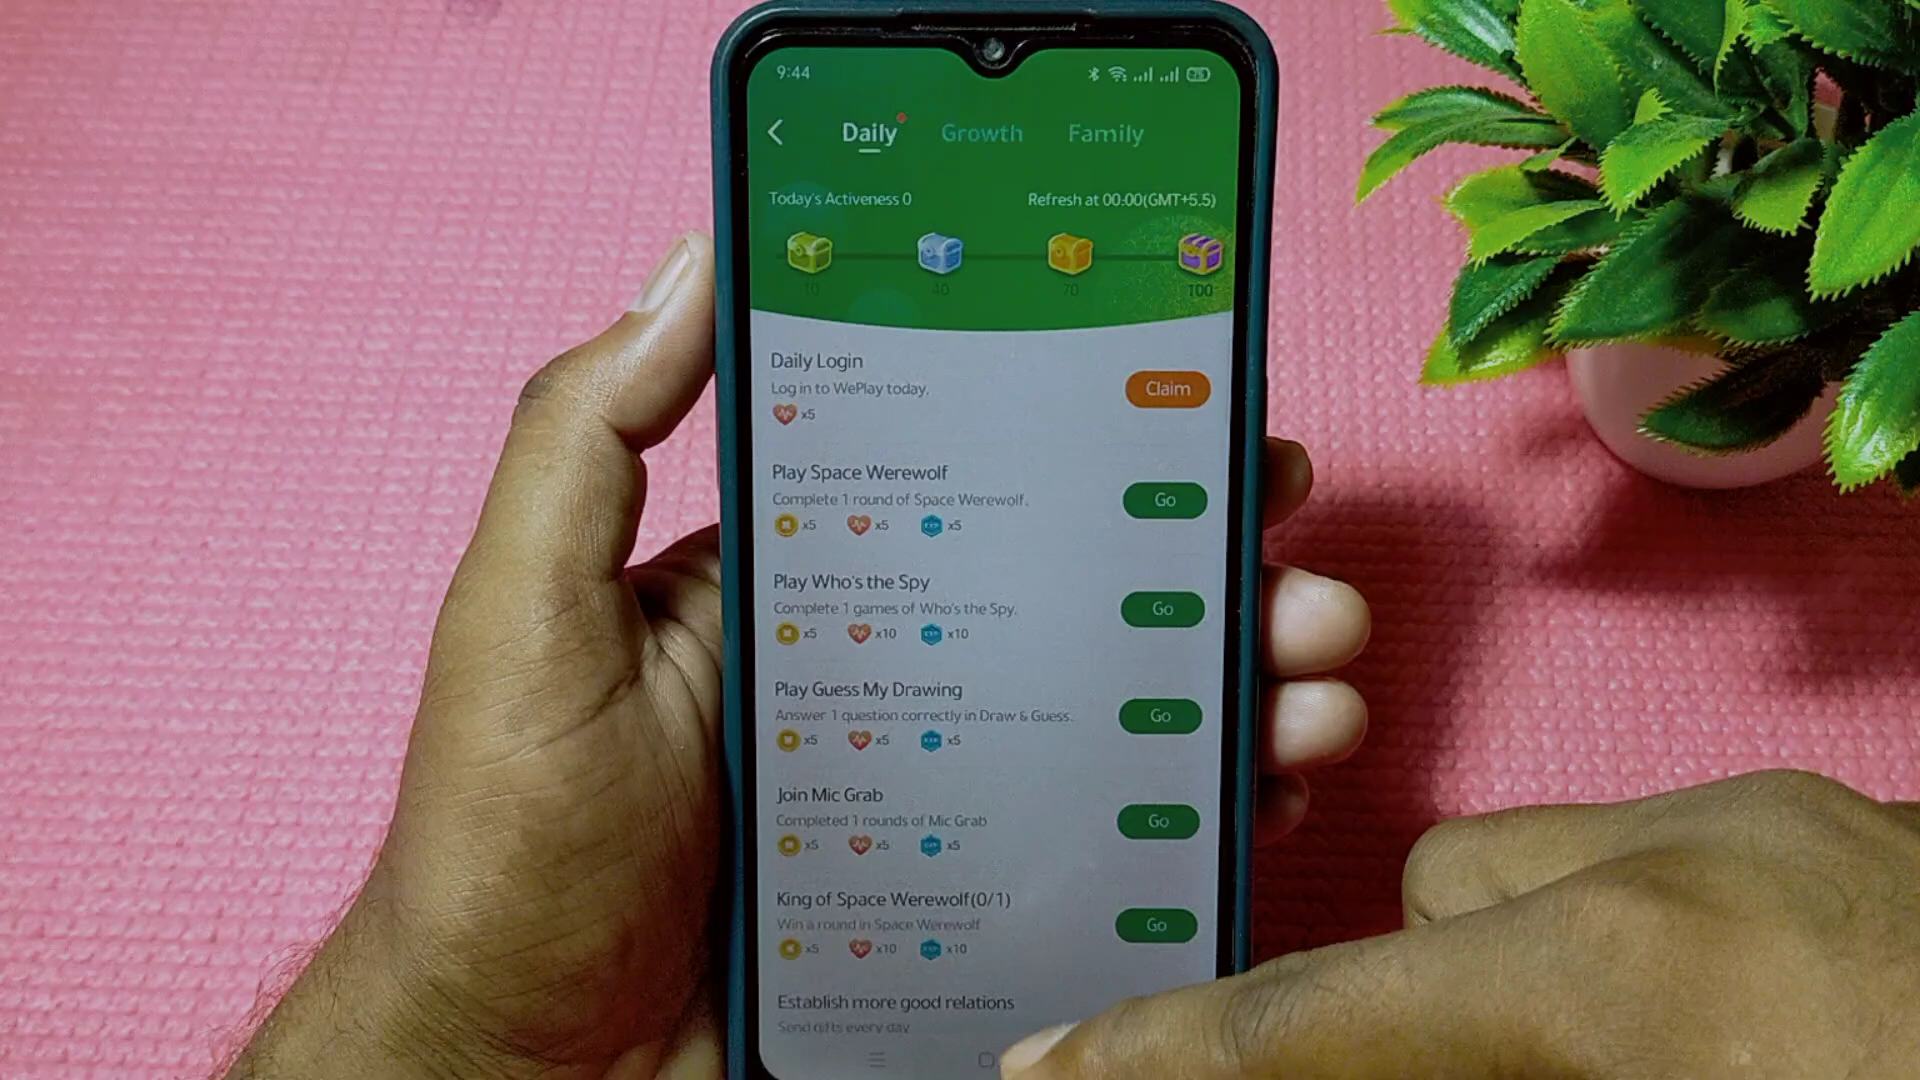 9:44
Daily Growth Family
Today's Activeness 0 Refresh at 00:00(GMT+5.5)
10 40 70 100
Daily Login
Log in to WePlay today.
Claim
x5
Play Space Werewolf
Complete 1 round of Space Werewolf.
Go
x5 x5 x5
Play Who's the Spy
Complete 1 games of Who's the Spy.
Go
x5 x10 x10
Play Guess My Drawing
Answer 1 question correctly in Draw & Guess.
Go
x5 x5 x5
Join Mic Grab
Completed 1 rounds of Mic Grab
Go
x5 x5 x5
King of Space Werewolf(0/1)
Win a round in Space Werewolf
Go
x5 x10 x10
Establish more good relations
Send gifts every day